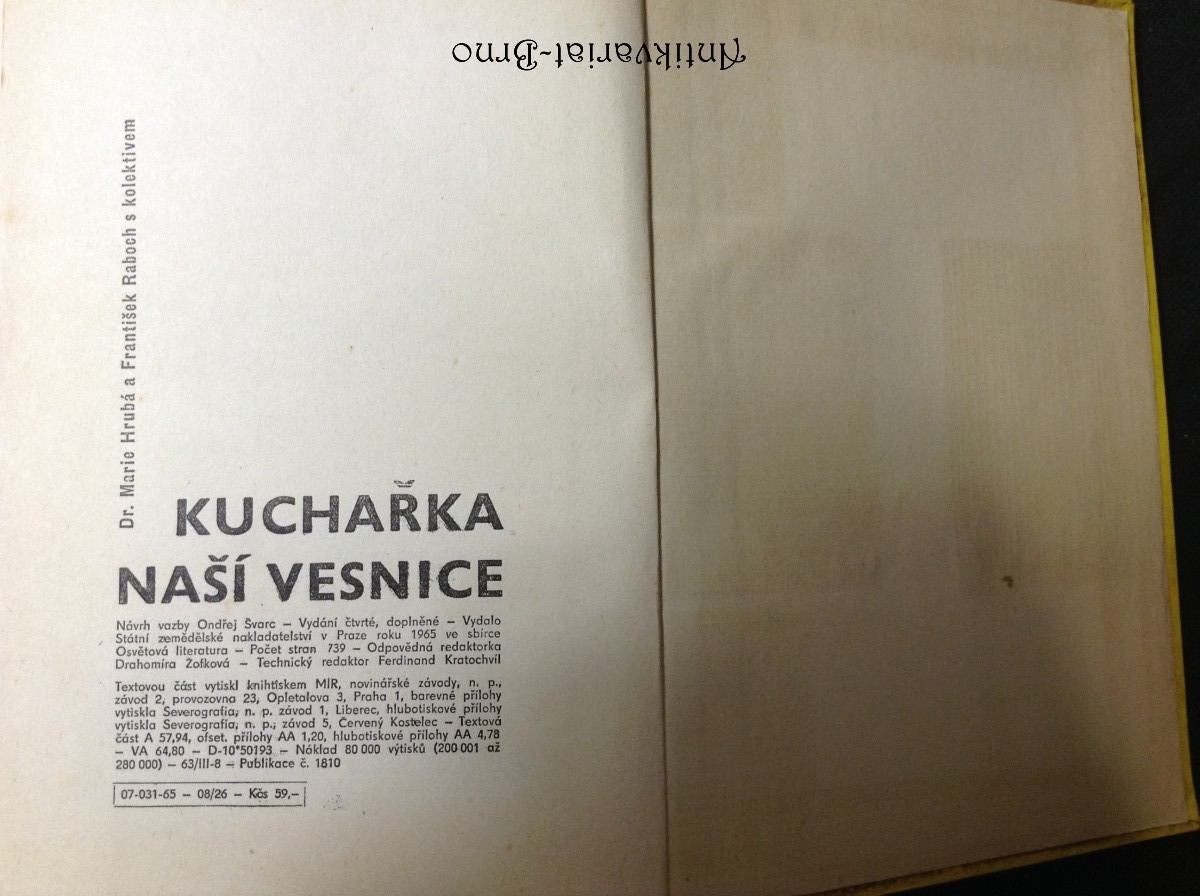 Antikvariat-Brno
Dr. Marie Hrubá a František Raboch s kolektivem
KUCHAŘKA
NAŠÍ VESNICE
Návrh vazby Ondřej Švarc – Vydání čtvrté, doplněné – Vydalo
Státní zemědělské nakladatelství v Praze roku 1965 ve sbírce
Osvětová literatura – Počet stran 739 – Odpovědná redaktorka
Drahomíra Žofková – Technický redaktor Ferdinand Kratochvíl
Textovou část vytiskl knihtiskem MÍR, novinářské závody, n. p.,
závod 2, provozovna 23, Opletalova 3, Praha 1, barevné přílohy
vytiskla Severografia, n. p. závod 1, Liberec, hlubotiskové přílohy
vytiskla Severografia, n. p., závod 5, Červený Kostelec – Textová
část A 57,94, ofset. přílohy AA 1,20, hlubotiskové přílohy AA 4,78
– VA 64,80 – D-10*50193 – Náklad 80 000 výtisků (200 001 až
280 000) – 63/III-8 – Publikace č. 1810
07-031-65 – 08/26 – Kčs 59,–